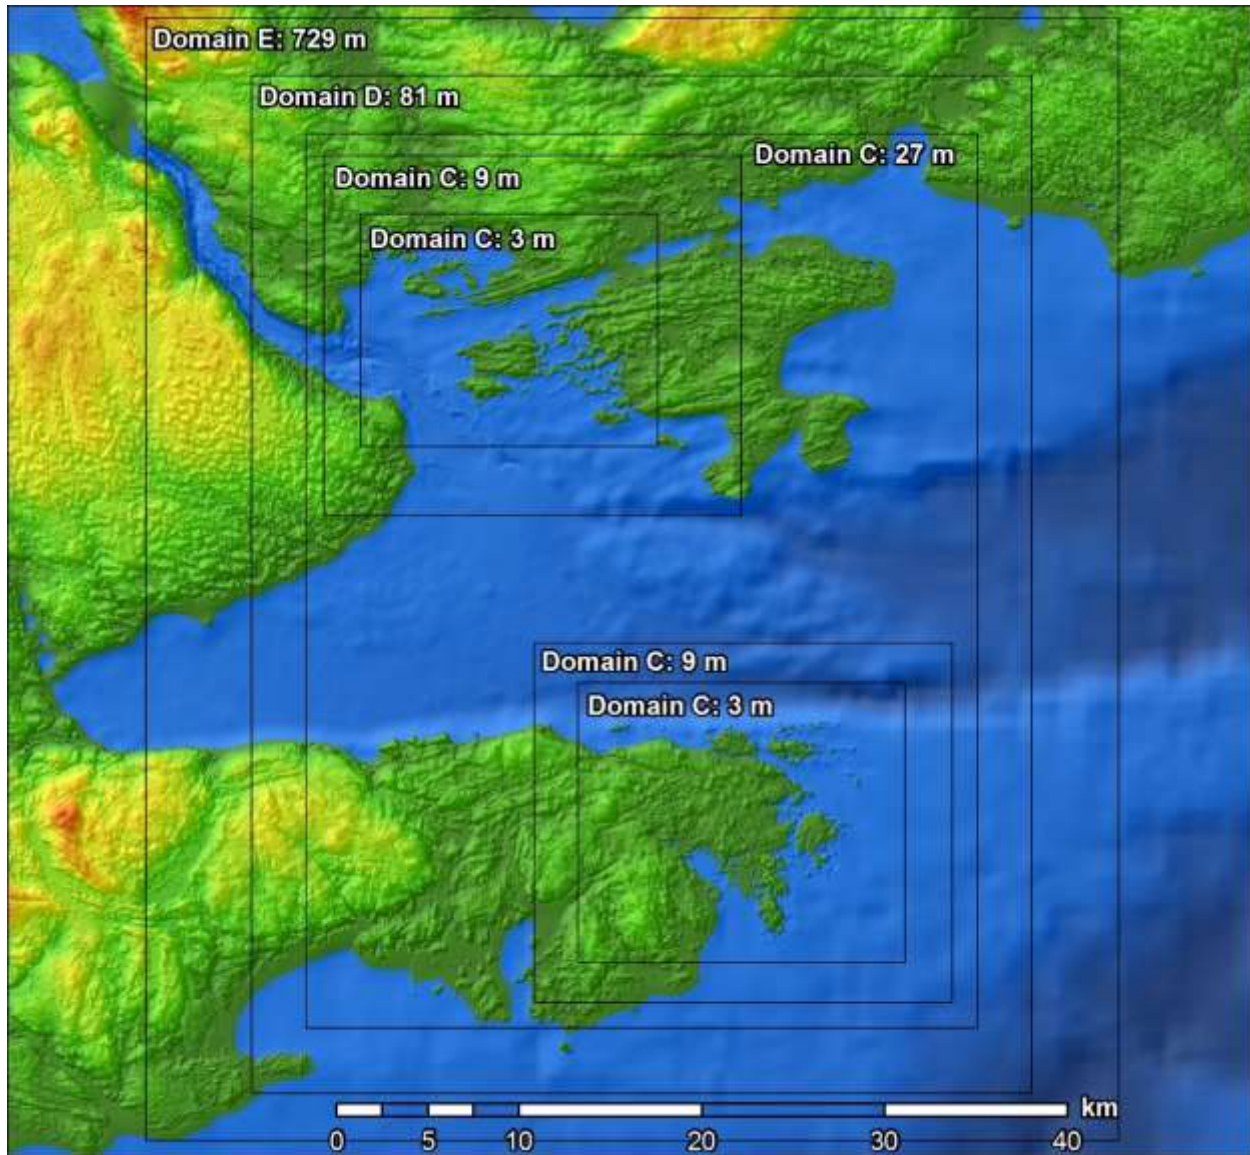 Domain E: 729 m
Domain D: 81 m
Domain C: 27 m
Domain C: 9 m
Domain C: 3 m
Domain C: 9 m
Domain C: 3 m
km
0 5 10 20 30 40